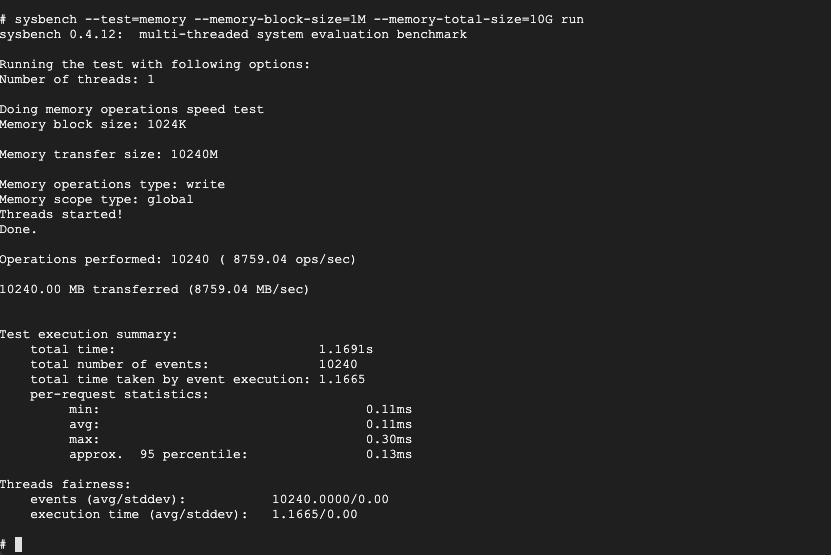 # sysbench --test=memory --memory-block-size=1M --memory-total-size=10G run
sysbench 0.4.12:  multi-threaded system evaluation benchmark

Running the test with following options:
Number of threads: 1

Doing memory operations speed test
Memory block size: 1024K

Memory transfer size: 10240M

Memory operations type: write
Memory scope type: global
Threads started!
Done.

Operations performed: 10240 ( 8759.04 ops/sec)

10240.00 MB transferred (8759.04 MB/sec)


Test execution summary:
    total time:                          1.1691s
    total number of events:              10240
    total time taken by event execution: 1.1665
    per-request statistics:
         min:                                  0.11ms
         avg:                                  0.11ms
         max:                                  0.30ms
         approx.  95 percentile:               0.13ms

Threads fairness:
    events (avg/stddev):           10240.0000/0.00
    execution time (avg/stddev):   1.1665/0.00

#